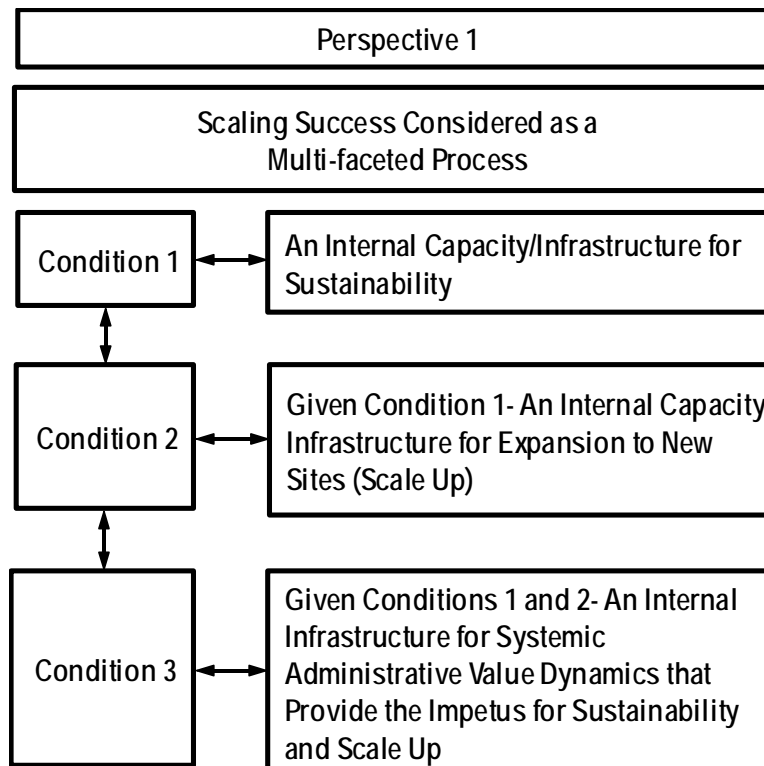 Perspective 1
Scaling Success Considered as a
Multi-faceted Process
Condition 1
An Internal Capacity/Infrastructure for
Sustainability
Condition 2
Given Condition 1- An Internal Capacity
Infrastructure for Expansion to New
Sites (Scale Up)
Condition 3
Given Conditions 1 and 2- An Internal
Infrastructure for Systemic
Administrative Value Dynamics that
Provide the Impetus for Sustainability
and Scale Up